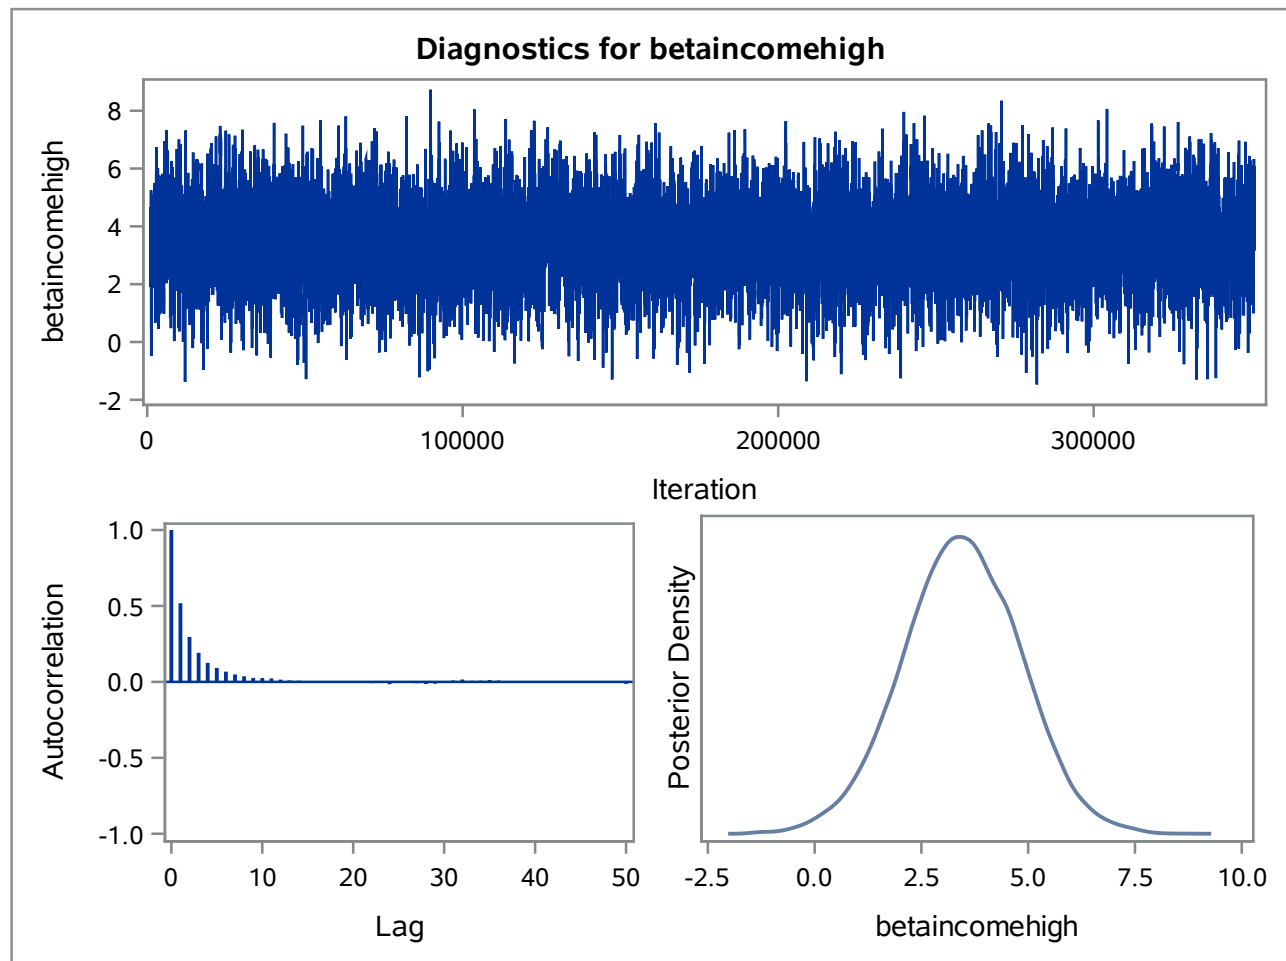 Diagnostics for betaincomehigh
betaincomehigh
8
6
4
2
0
-2
0 100000 200000 300000
Iteration
Autocorrelation
1.0
0.5
0.0
-0.5
-1.0
0 10 20 30 40 50
Lag
Posterior Density
-2.5 0.0 2.5 5.0 7.5 10.0
betaincomehigh